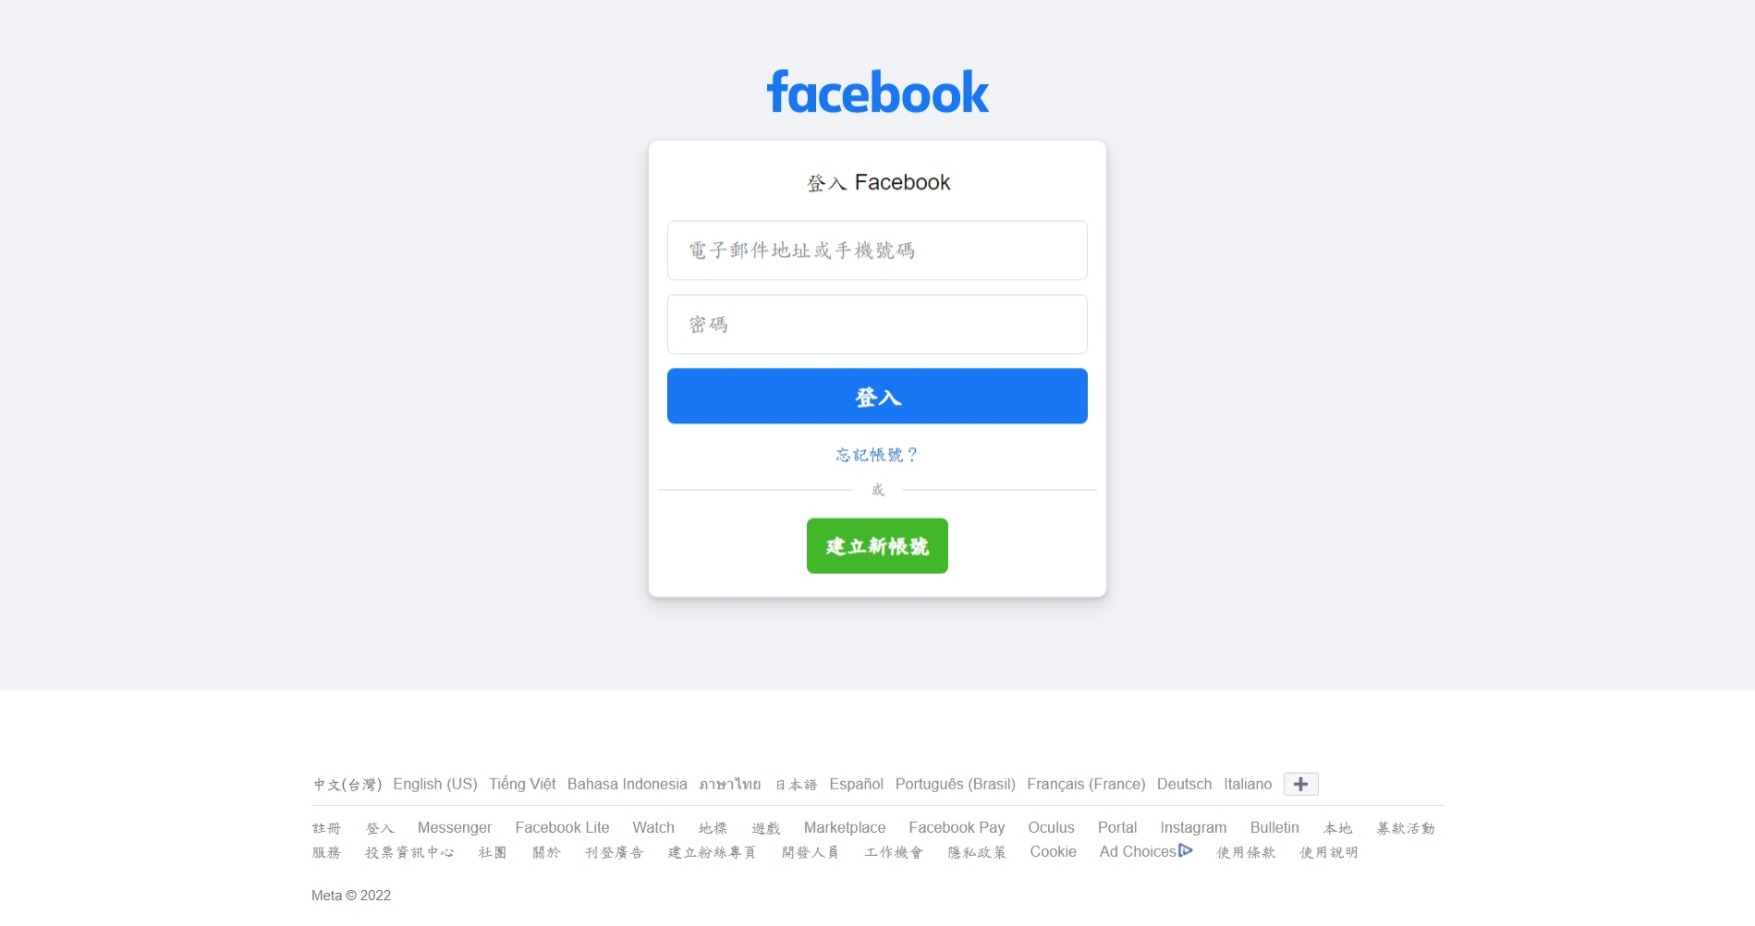 facebook
登入 Facebook
電子郵件地址或手機號碼
密碼
登入
忘記帳號？
或
建立新帳號
中文(台灣) English (US) Tiếng Việt Bahasa Indonesia ภาษาไทย 日本語 Español Português (Brasil) Français (France) Deutsch Italiano
註冊 登入 Messenger Facebook Lite Watch 地標 遊戲 Marketplace Facebook Pay Oculus Portal Instagram Bulletin 本地 募款活動
服務 投票資訊中心 社團 關於 刊登廣告 建立粉絲專頁 開發人員 工作機會 隱私政策 Cookie Ad Choices 使用條款 使用說明
Meta © 2022